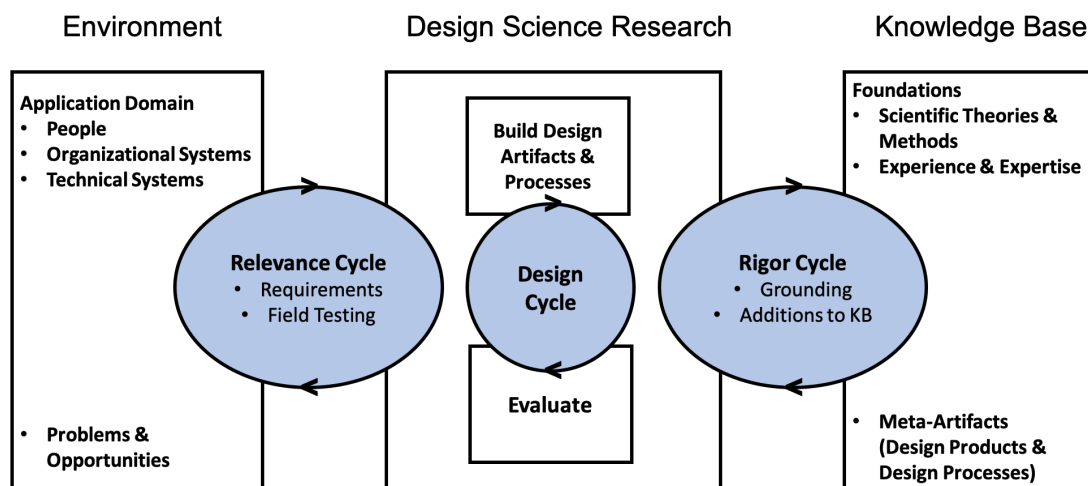 Environment
Design Science Research
Knowledge Base
Application Domain
• People
• Organizational Systems
• Technical Systems
• Problems &
Opportunities
Relevance Cycle
• Requirements
• Field Testing
Build Design
Artifacts &
Processes
Design
Cycle
Evaluate
Rigor Cycle
• Grounding
• Additions to KB
Foundations
• Scientific Theories &
Methods
• Experience & Expertise
• Meta-Artifacts
(Design Products &
Design Processes)